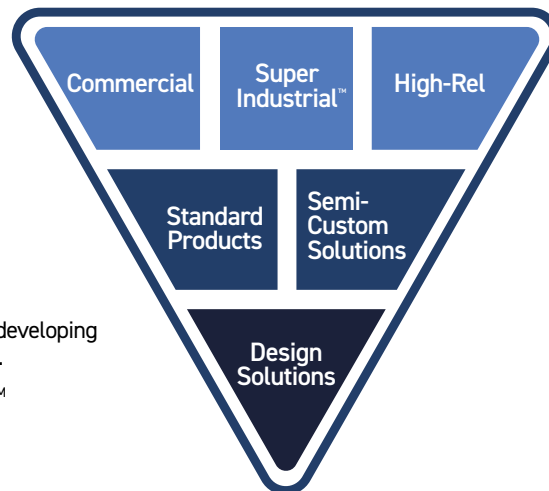 Commercial
Super
Industrial™
High-Rel
Standard
Products
Semi-
Custom
Solutions
developing
.
Design
Solutions